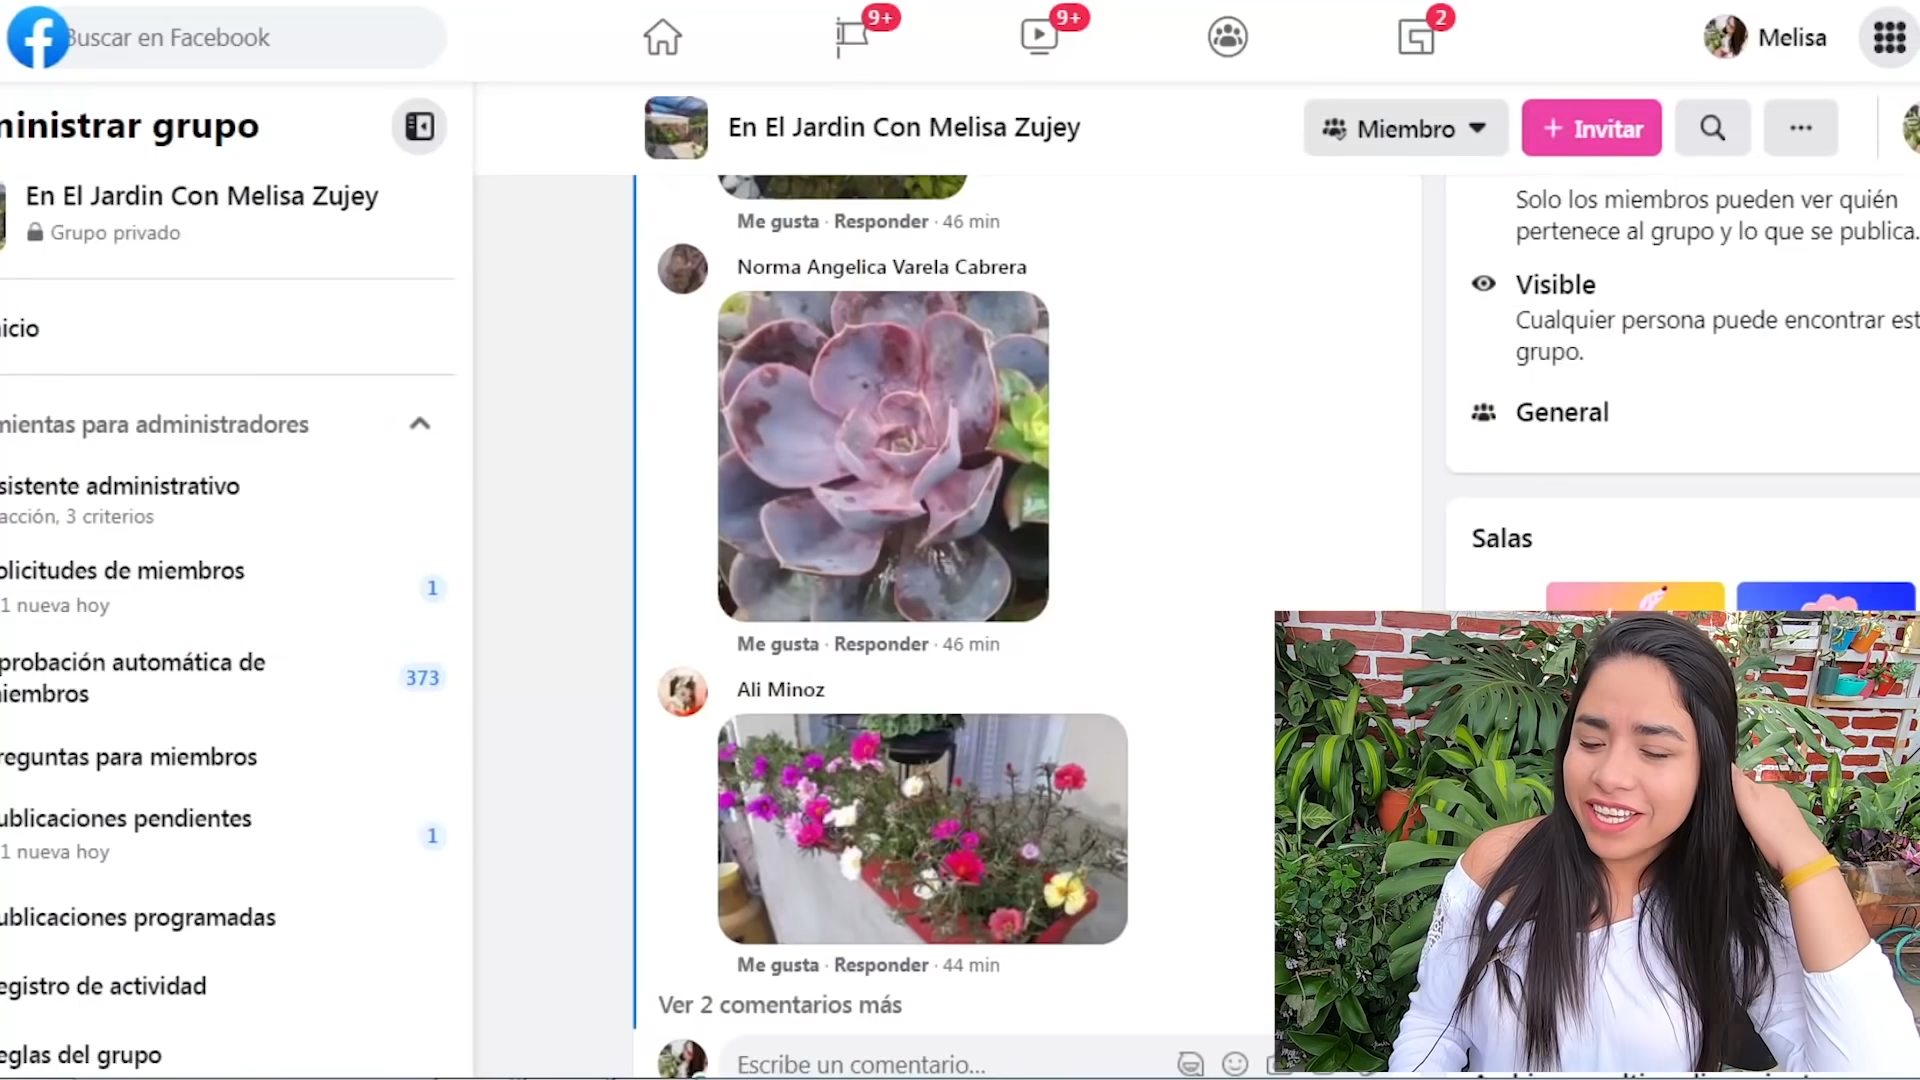 Buscar en Facebook
9+
9+
2
Melisa
ministrar grupo
En El Jardin Con Melisa Zujey
Grupo privado
icio
mientas para administradores
sistente administrativo
acción, 3 criterios
olicitudes de miembros
1 nueva hoy
1
probación automática de
miembros
373
reguntas para miembros
ublicaciones pendientes
1 nueva hoy
1
ublicaciones programadas
egistro de actividad
eglas del grupo
En El Jardin Con Melisa Zujey
Miembro
+ Invitar
Me gusta · Responder · 46 min
Norma Angelica Varela Cabrera
Me gusta · Responder · 46 min
Ali Minoz
Me gusta · Responder · 44 min
Ver 2 comentarios más
Escribe un comentario...
Solo los miembros pueden ver quién
pertenece al grupo y lo que se publica.
Visible
Cualquier persona puede encontrar est
grupo.
General
Salas